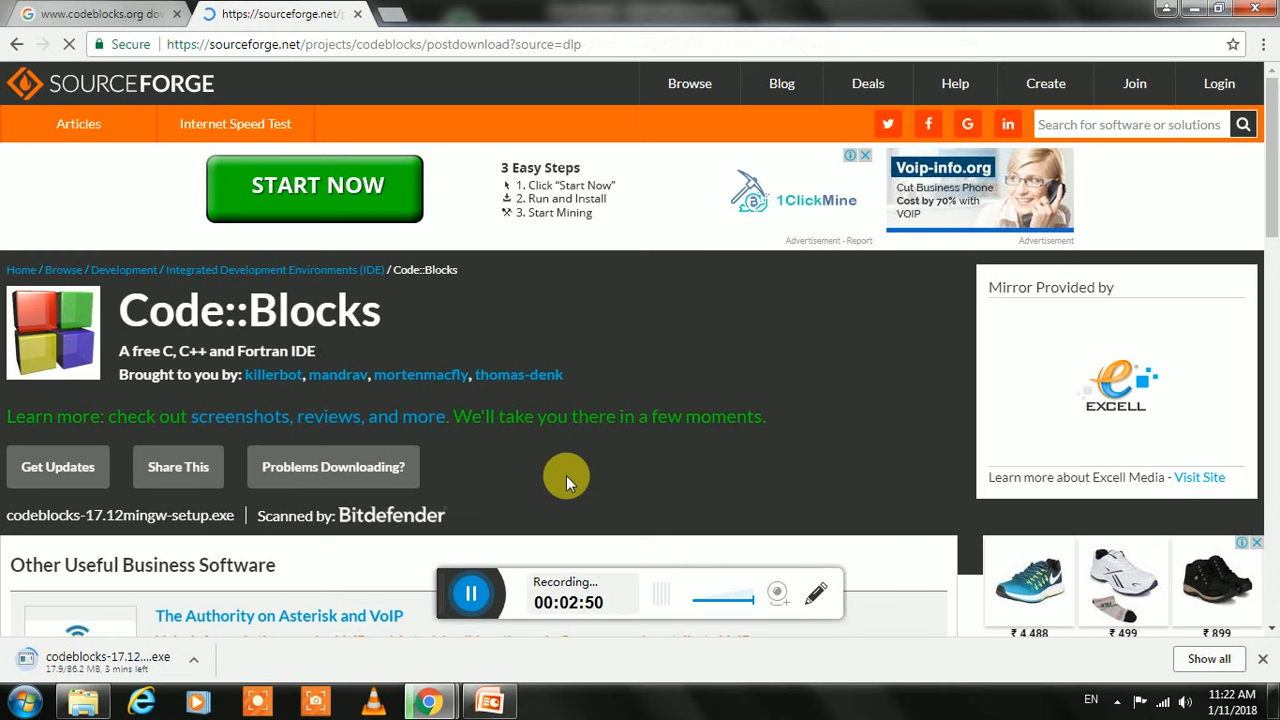 www.codeblocks.org dow
https://sourceforge.net/p
Secure
https://sourceforge.net/projects/codeblocks/postdownload?source=dlp
SOURCEFORGE
Browse
Blog
Deals
Help
Create
Join
Login
Articles
Internet Speed Test
Search for software or solutions
START NOW
3 Easy Steps
1. Click “Start Now”
2. Run and Install
3. Start Mining
1ClickMine
Advertisement - Report
Voip-info.org
Cut Business Phone
Cost by 70% with
VOIP
Advertisement
Home / Browse / Development / Integrated Development Environments (IDE) / Code::Blocks
Code::Blocks
A free C, C++ and Fortran IDE
Brought to you by: killerbot, mandrav, mortenmacfly, thomas-denk
Learn more: check out screenshots, reviews, and more. We'll take you there in a few moments.
Get Updates
Share This
Problems Downloading?
codeblocks-17.12mingw-setup.exe
Scanned by: Bitdefender
Mirror Provided by
EXCELL
Learn more about Excell Media - Visit Site
Other Useful Business Software
The Authority on Asterisk and VoIP
Recording...
00:02:50
₹ 4,488
₹ 499
₹ 899
codeblocks-17.12....exe
17.9/86.2 MB, 3 mins left
Show all
EN
11:22 AM
1/11/2018